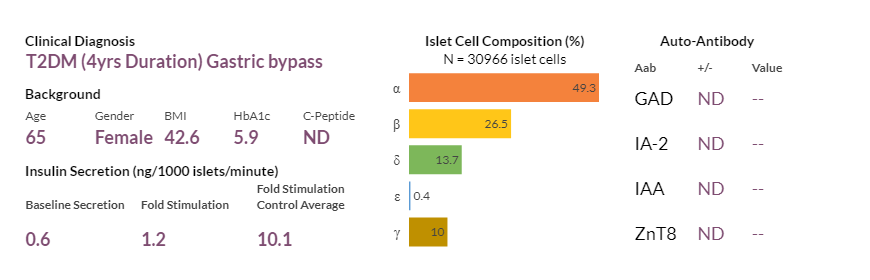 Clinical Diagnosis
T2DM (4yrs Duration) Gastric bypass
Background
Age Gender BMI HbA1c C-Peptide
65 Female 42.6 5.9 ND
Insulin Secretion (ng/1000 islets/minute)
Baseline Secretion Fold Stimulation Fold Stimulation
Control Average
0.6 1.2 10.1
Islet Cell Composition (%)
N = 30966 islet cells
α 49.3
β 26.5
δ 13.7
ε 0.4
γ 10
Auto-Antibody
Aab +/- Value
GAD ND --
IA-2 ND --
IAA ND --
ZnT8 ND --